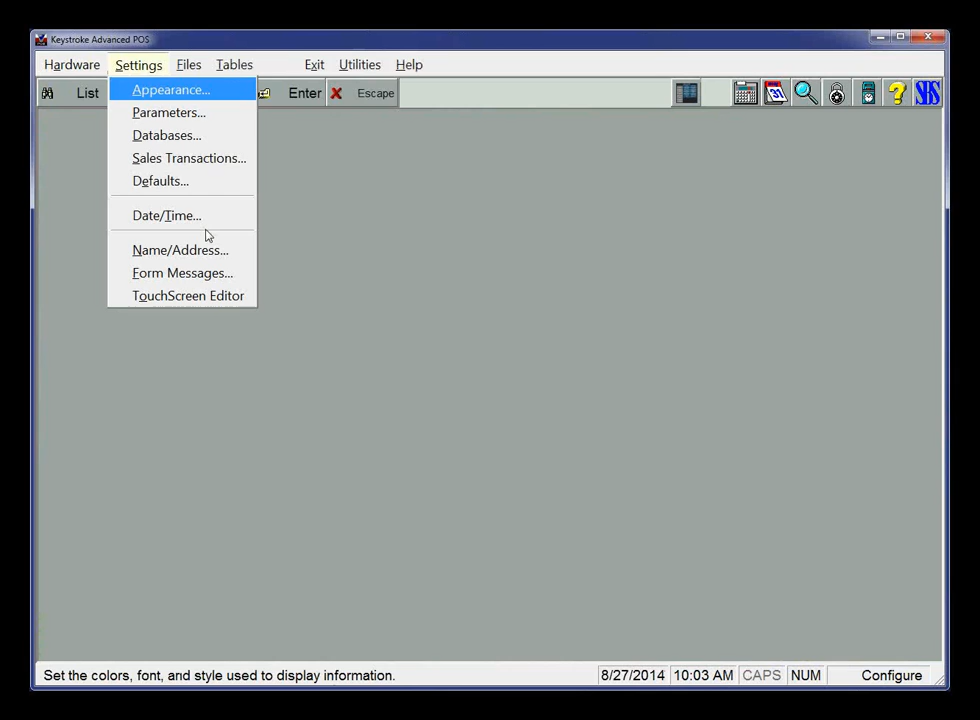 Keystroke Advanced POS
Hardware Settings Files Tables Exit Utilities Help
List Enter Escape 31 ? SBS
Appearance...
Parameters...
Databases...
Sales Transactions...
Defaults...
Date/Time...
Name/Address...
Form Messages...
TouchScreen Editor
Set the colors, font, and style used to display information. 8/27/2014 10:03 AM CAPS NUM Configure